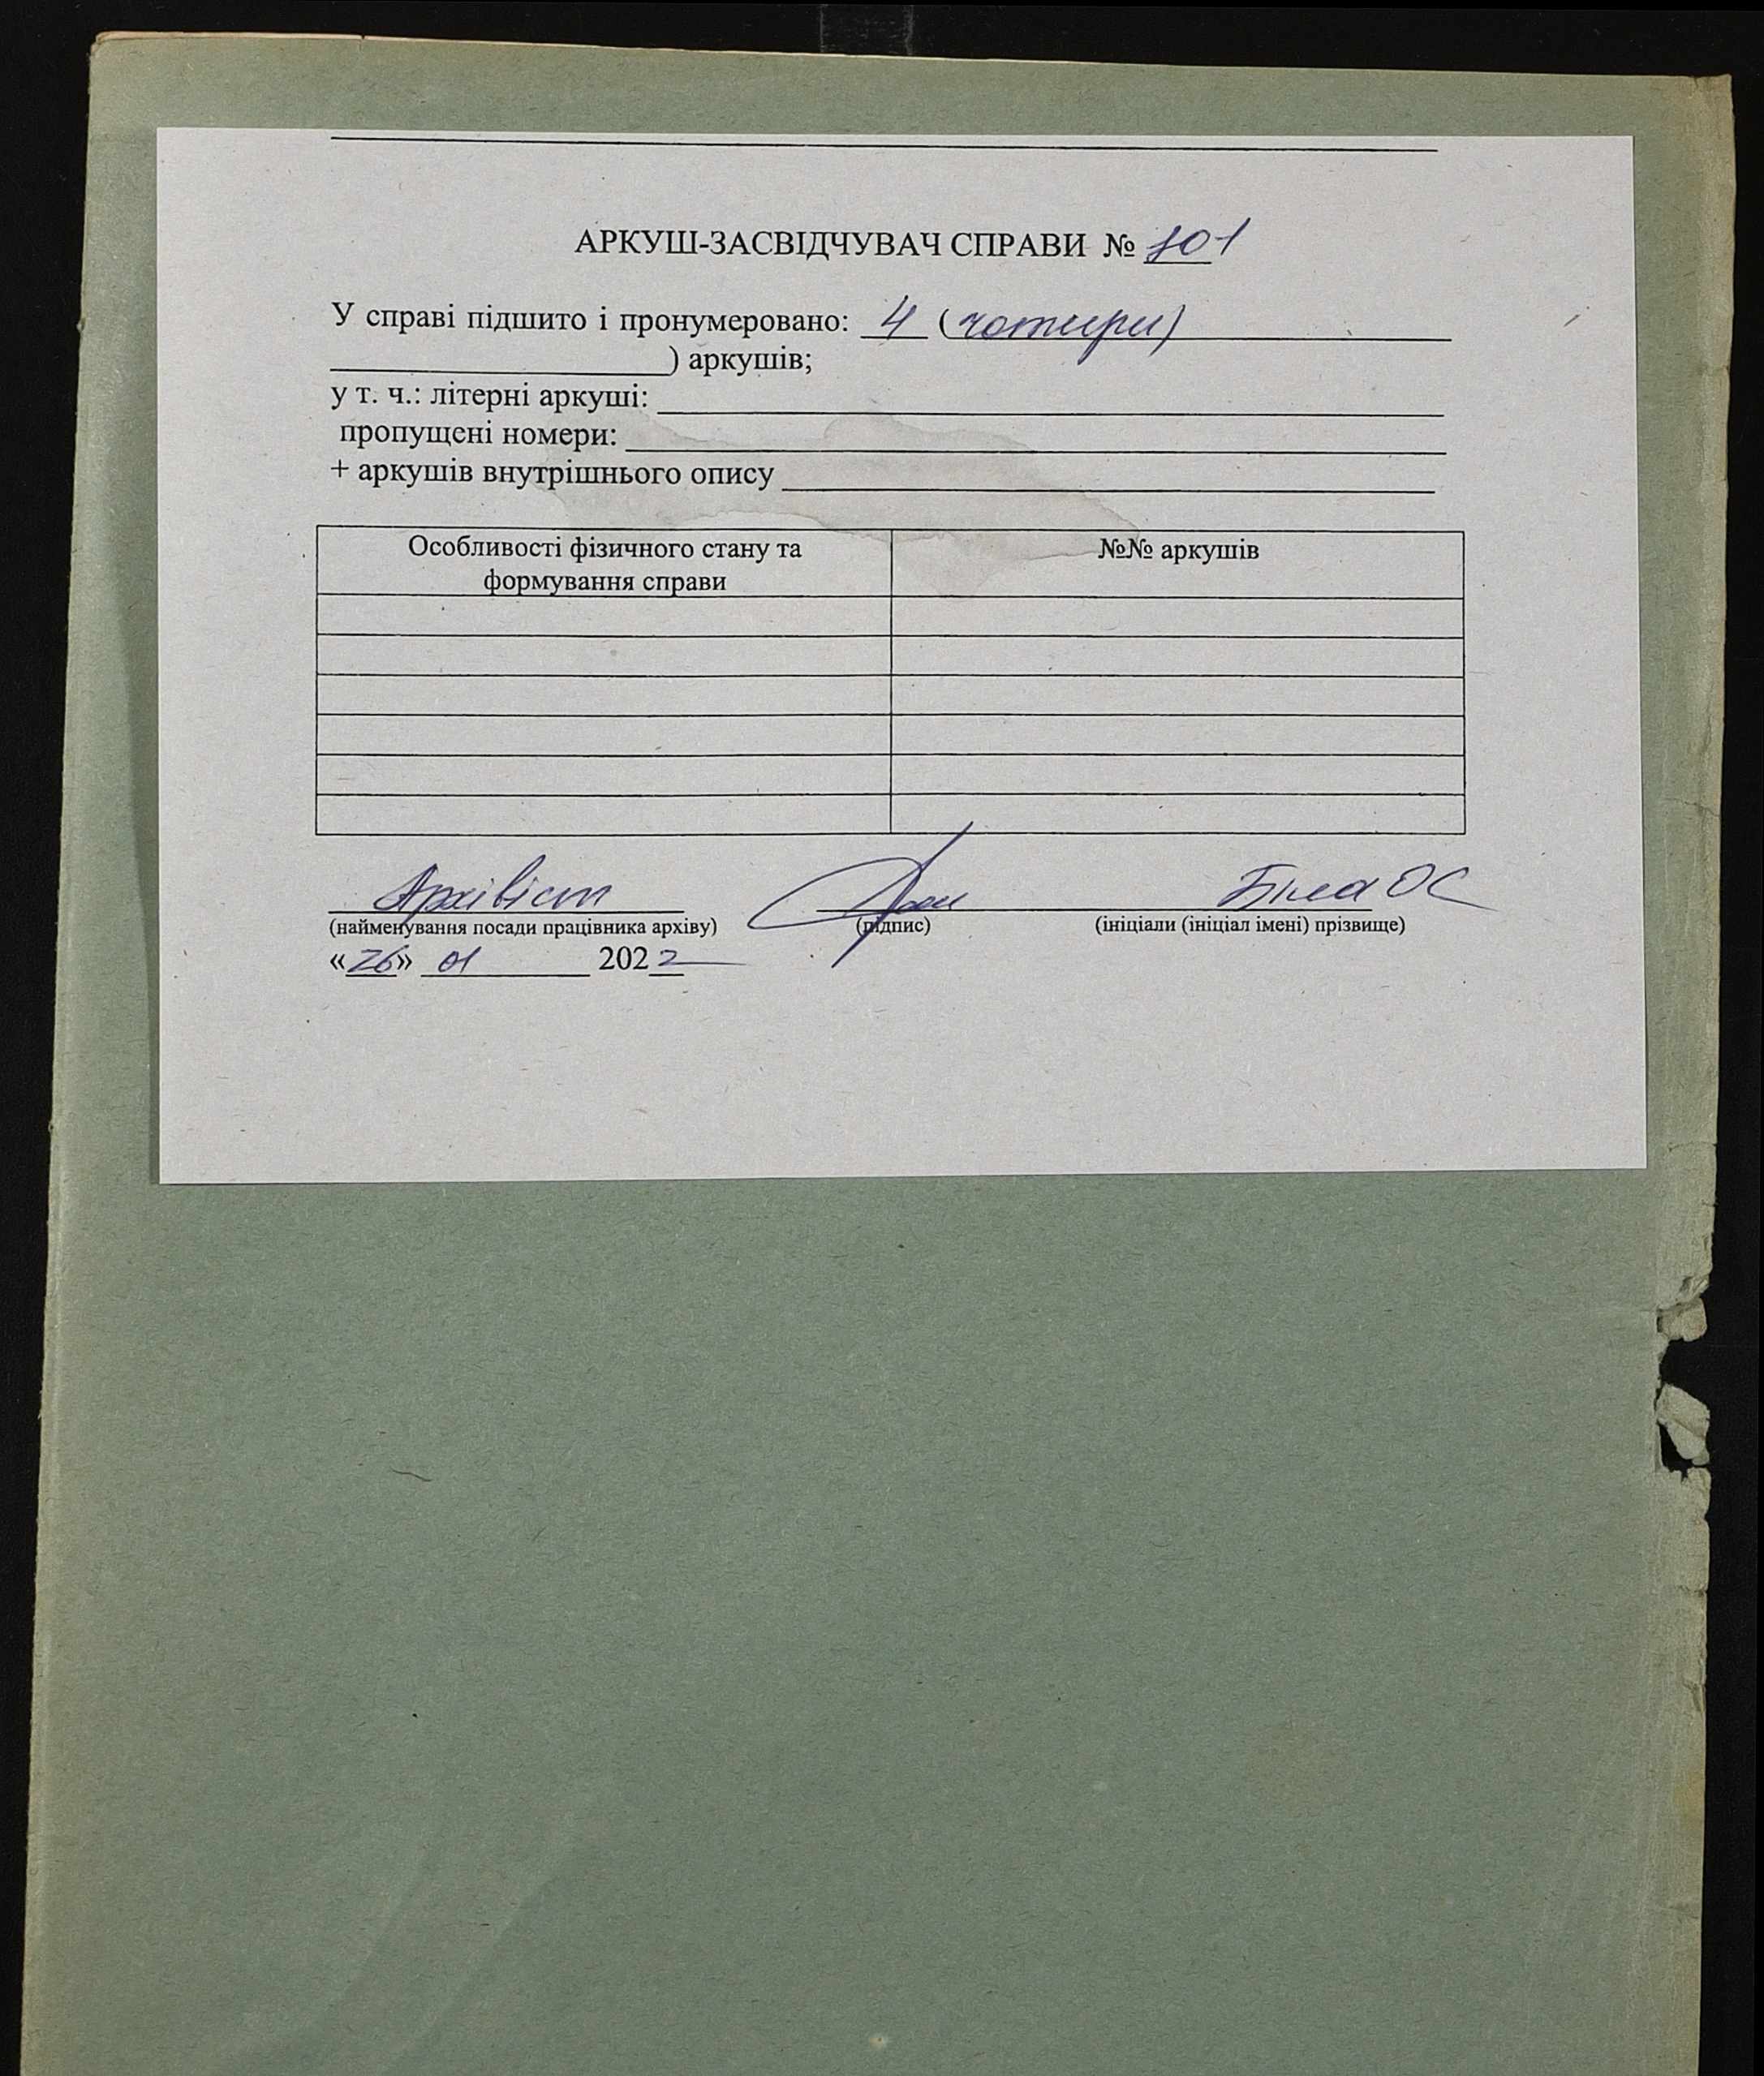 АРКУШ-ЗАСВІДЧУВАЧ СПРАВИ №
У справі підшито і пронумеровано: 4 (чотири)
) аркушів;
у т. ч.: літерні аркуші:
пропущені номери:
+ аркушів внутрішнього опису
Особливості фізичного стану та
формування справи
№№ аркушів
Архівіст Біла ОС
(найменування посади працівника архіву) (підпис) (ініціали (ініціал імені) прізвище)
«26» 01 2022